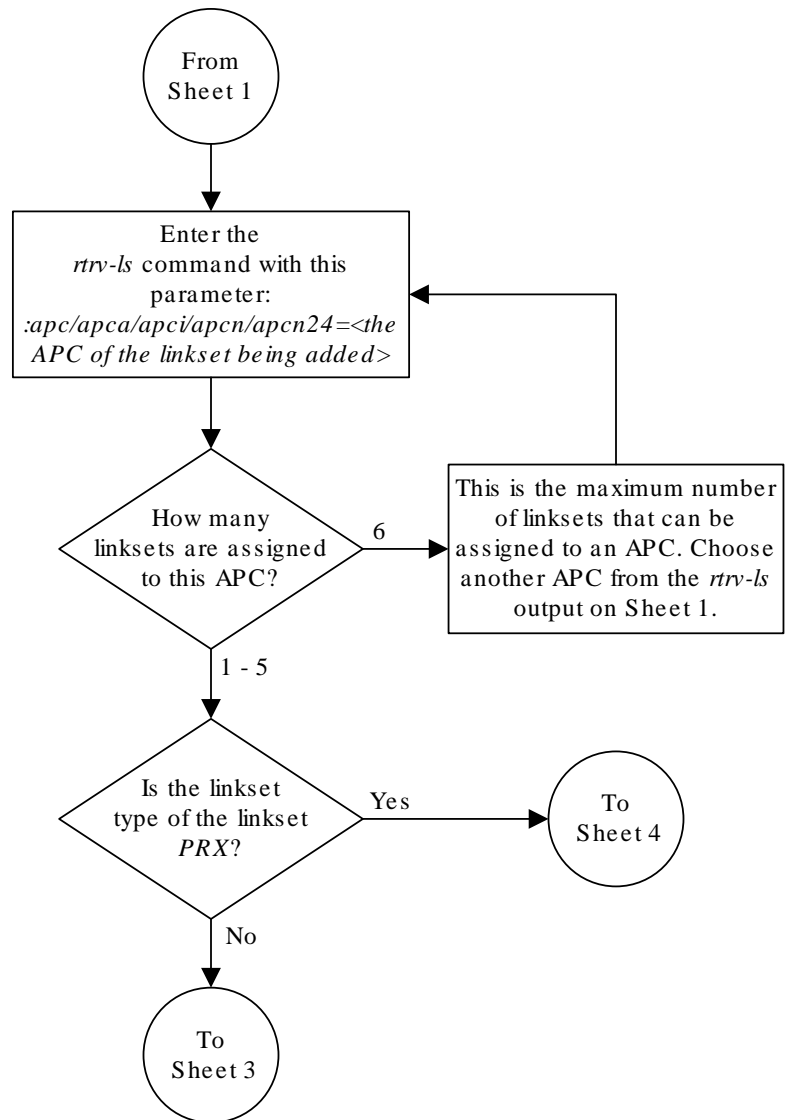 From
Sheet 1
Enter the
rtrv-ls command with this
parameter:
:apc/apca/apci/apcn/apcn24=<the
APC of the linkset being added>
How many
linksets are assigned
to this APC?
6
This is the maximum number
of linksets that can be
assigned to an APC. Choose
another APC from the rtrv-ls
output on Sheet 1.
1 - 5
Is the linkset
type of the linkset
PRX?
Yes
To
Sheet 4
No
To
Sheet 3